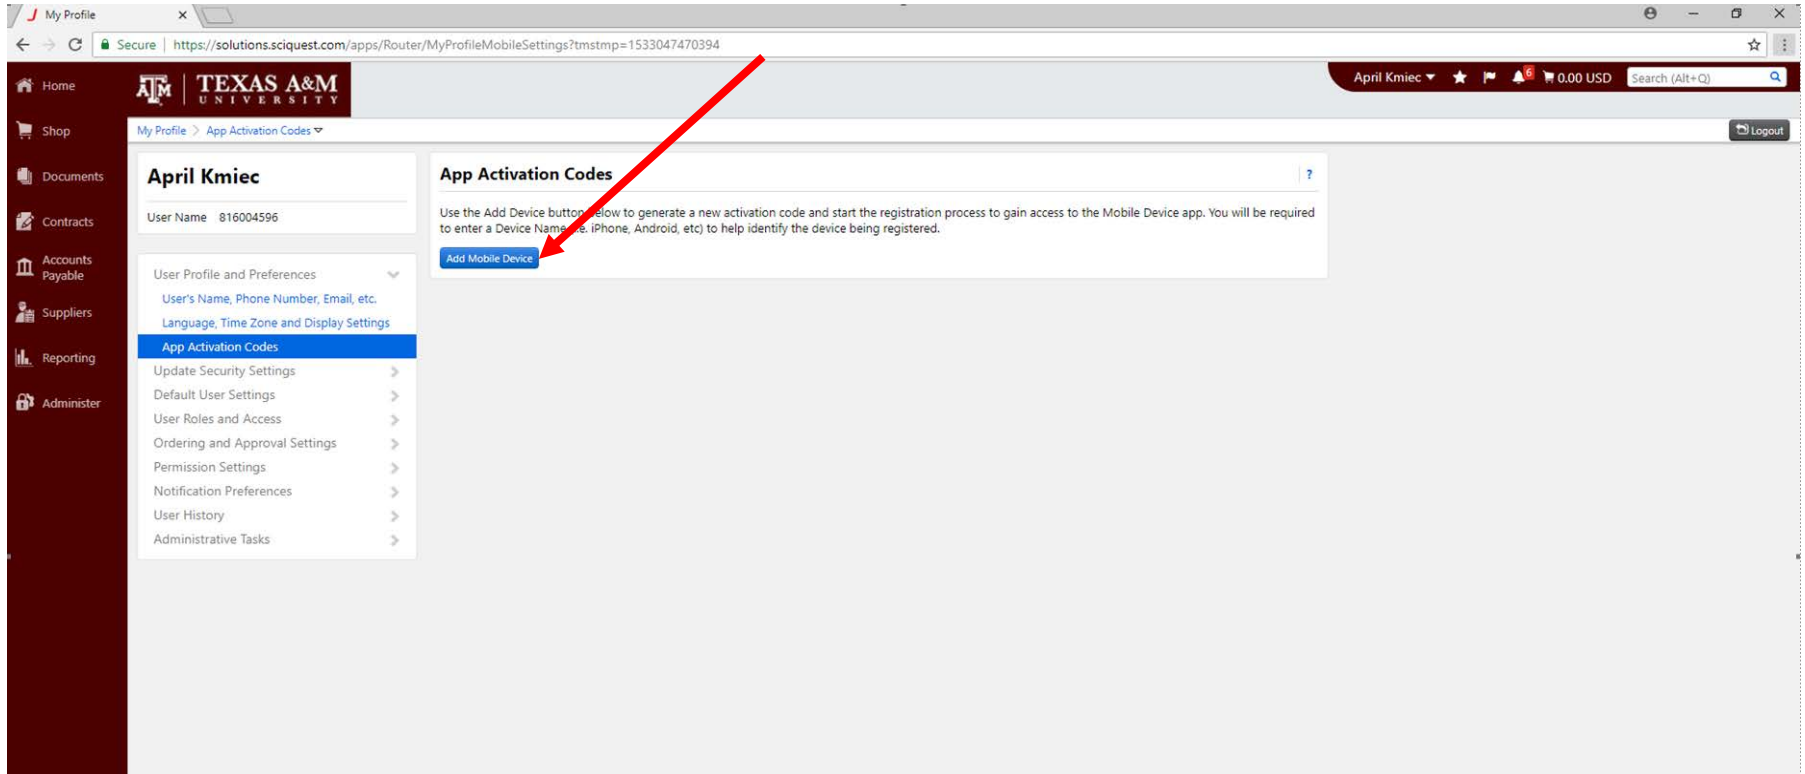 My Profile
Secure | https://solutions.sciquest.com/apps/Router/MyProfileMobileSettings?tmstmp=1533047470394
Home
Shop
Documents
Contracts
Accounts
Payable
Suppliers
Reporting
Administer
ATM | TEXAS A&M
UNIVERSITY
April Kmiec 6 0.00 USD Search (Alt+Q)
My Profile > App Activation Codes
Logout
April Kmiec
User Name 816004596
User Profile and Preferences
User's Name, Phone Number, Email, etc.
Language, Time Zone and Display Settings
App Activation Codes
Update Security Settings
Default User Settings
User Roles and Access
Ordering and Approval Settings
Permission Settings
Notification Preferences
User History
Administrative Tasks
App Activation Codes ?
Use the Add Device button below to generate a new activation code and start the registration process to gain access to the Mobile Device app. You will be required
to enter a Device Name e. iPhone, Android, etc) to help identify the device being registered.
Add Mobile Device